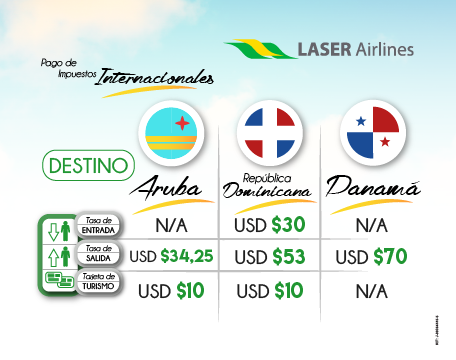 LASER Airlines
Pago de
Impuestos Internacionales
DESTINO
Aruba
República
Dominicana
Panamá
Tasa de
ENTRADA
N/A
USD $30
N/A
Tasa de
SALIDA
USD $34,25
USD $53
USD $70
Tarjeta de
TURISMO
USD $10
USD $10
N/A